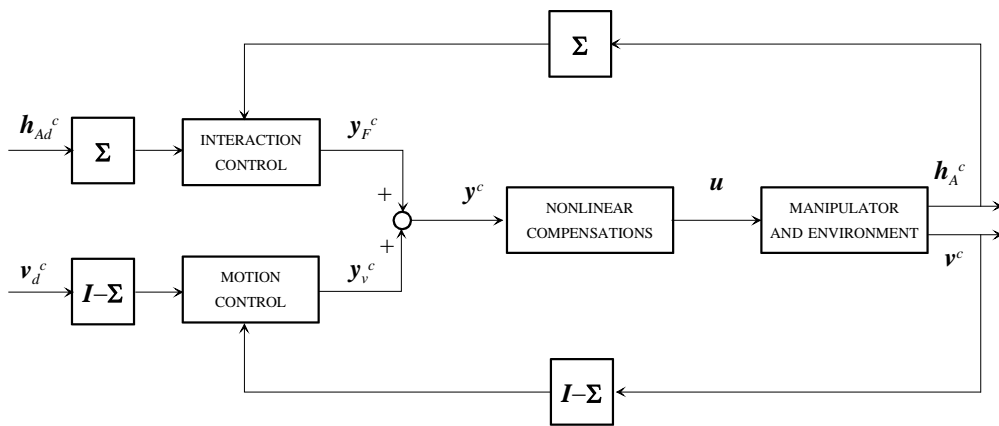 Σ
h_Ad^c
Σ
INTERACTION
CONTROL
y_F^c
+
h_A^c
y^c
NONLINEAR
COMPENSATIONS
u
MANIPULATOR
AND ENVIRONMENT
+
v^c
v_d^c
I–Σ
MOTION
CONTROL
y_v^c
I–Σ